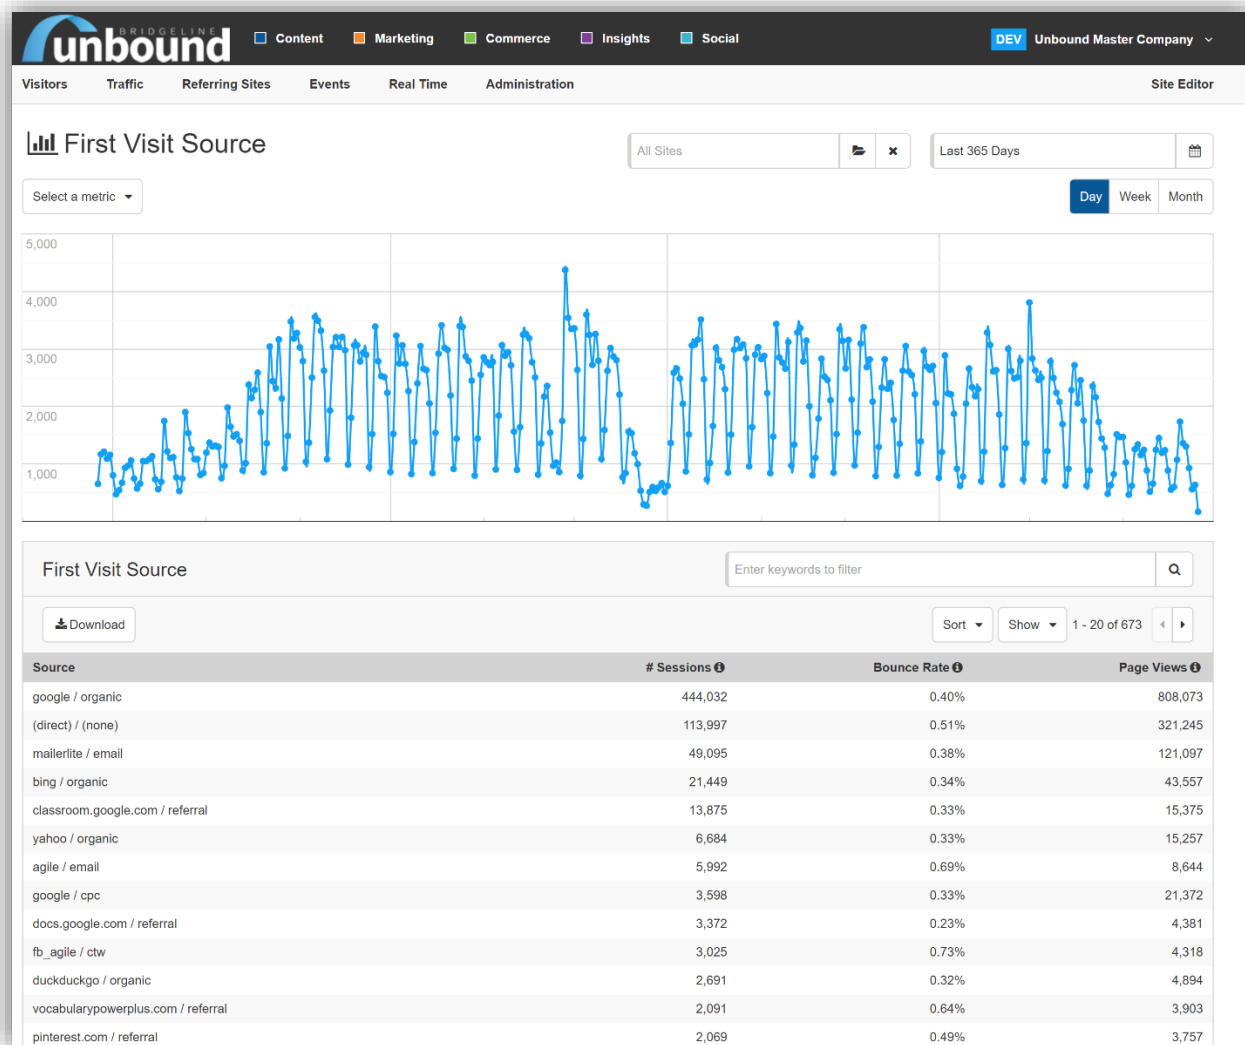 BRIDGELINE
unbound
Content Marketing Commerce Insights Social DEV Unbound Master Company
Visitors Traffic Referring Sites Events Real Time Administration Site Editor
First Visit Source
All Sites
Last 365 Days
Select a metric
Day Week Month
5,000
4,000
3,000
2,000
1,000
First Visit Source
Enter keywords to filter
Download
Sort Show 1 - 20 of 673
Source # Sessions Bounce Rate Page Views
google / organic 444,032 0.40% 808,073
(direct) / (none) 113,997 0.51% 321,245
mailerlite / email 49,095 0.38% 121,097
bing / organic 21,449 0.34% 43,557
classroom.google.com / referral 13,875 0.33% 15,375
yahoo / organic 6,684 0.33% 15,257
agile / email 5,992 0.69% 8,644
google / cpc 3,598 0.33% 21,372
docs.google.com / referral 3,372 0.23% 4,381
fb_agile / ctw 3,025 0.73% 4,318
duckduckgo / organic 2,691 0.32% 4,894
vocabularypowerplus.com / referral 2,091 0.64% 3,903
pinterest.com / referral 2,069 0.49% 3,757